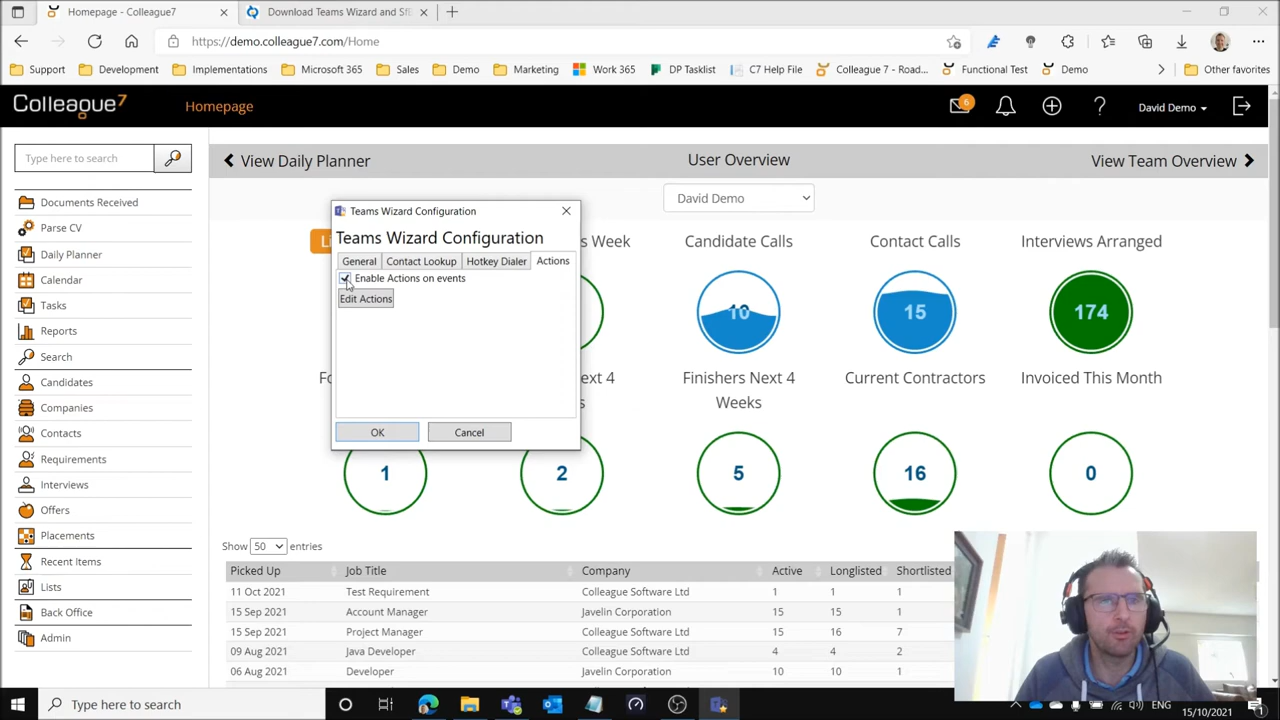 Homepage - Colleague7
Download Teams Wizard and SfB
https://demo.colleague7.com/Home
Support
Development
Implementations
Microsoft 365
Sales
Demo
Marketing
Work 365
DP Tasklist
C7 Help File
Colleague 7 - Road...
Functional Test
Demo
Other favorites
Colleague7
Homepage
6
David Demo
Type here to search
Documents Received
Parse CV
Daily Planner
Calendar
Tasks
Reports
Search
Candidates
Companies
Contacts
Requirements
Interviews
Offers
Placements
Recent Items
Lists
Back Office
Admin
View Daily Planner
User Overview
View Team Overview
David Demo
Week
Candidate Calls
Contact Calls
Interviews Arranged
10
15
174
Teams Wizard Configuration
Teams Wizard Configuration
General
Contact Lookup
Hotkey Dialer
Actions
Enable Actions on events
Edit Actions
OK
Cancel
ext 4
Finishers Next 4
Weeks
Current Contractors
Invoiced This Month
1
2
5
16
0
Show 50 entries
Picked Up Job Title Company Active Longlisted Shortlisted
11 Oct 2021 Test Requirement Colleague Software Ltd 1 1 1
15 Sep 2021 Account Manager Javelin Corporation 15 15 1
15 Sep 2021 Project Manager Colleague Software Ltd 15 16 7
09 Aug 2021 Java Developer Colleague Software Ltd 4 4 2
06 Aug 2021 Developer Javelin Corporation 10 10 1
Type here to search
ENG
15/10/2021
1